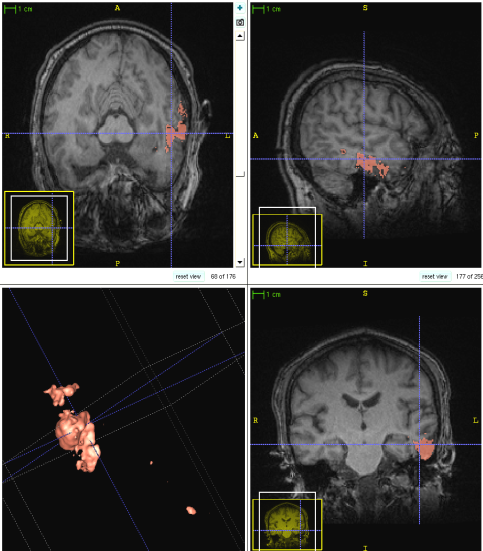 1 cm
A
R
L
P
reset view
68 of 176
1 cm
S
A
P
I
reset view
177 of 256
1 cm
S
R
L
I